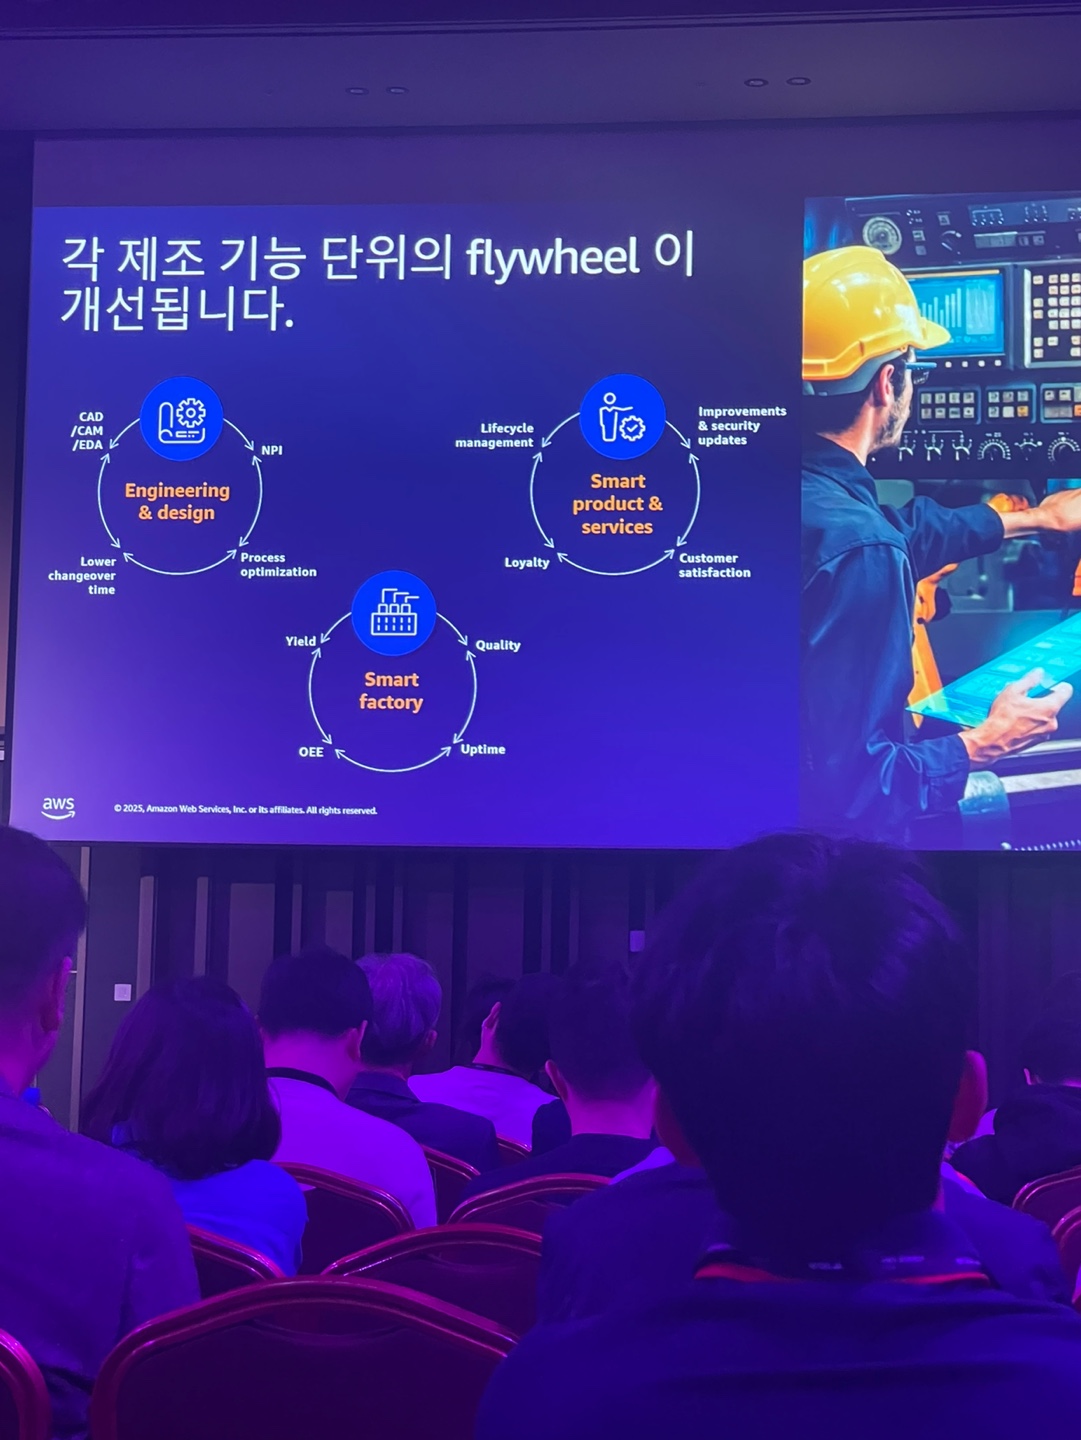 각 제조 기능 단위의 flywheel 이
개선됩니다.
CAD
/CAM
/EDA
NPI
Engineering
& design
Lower
changeover
time
Process
optimization
Lifecycle
management
Improvements
& security
updates
Smart
product &
services
Loyalty
Customer
satisfaction
Yield
Quality
Smart
factory
OEE
Uptime
aws
© 2025, Amazon Web Services, Inc. or its affiliates. All rights reserved.